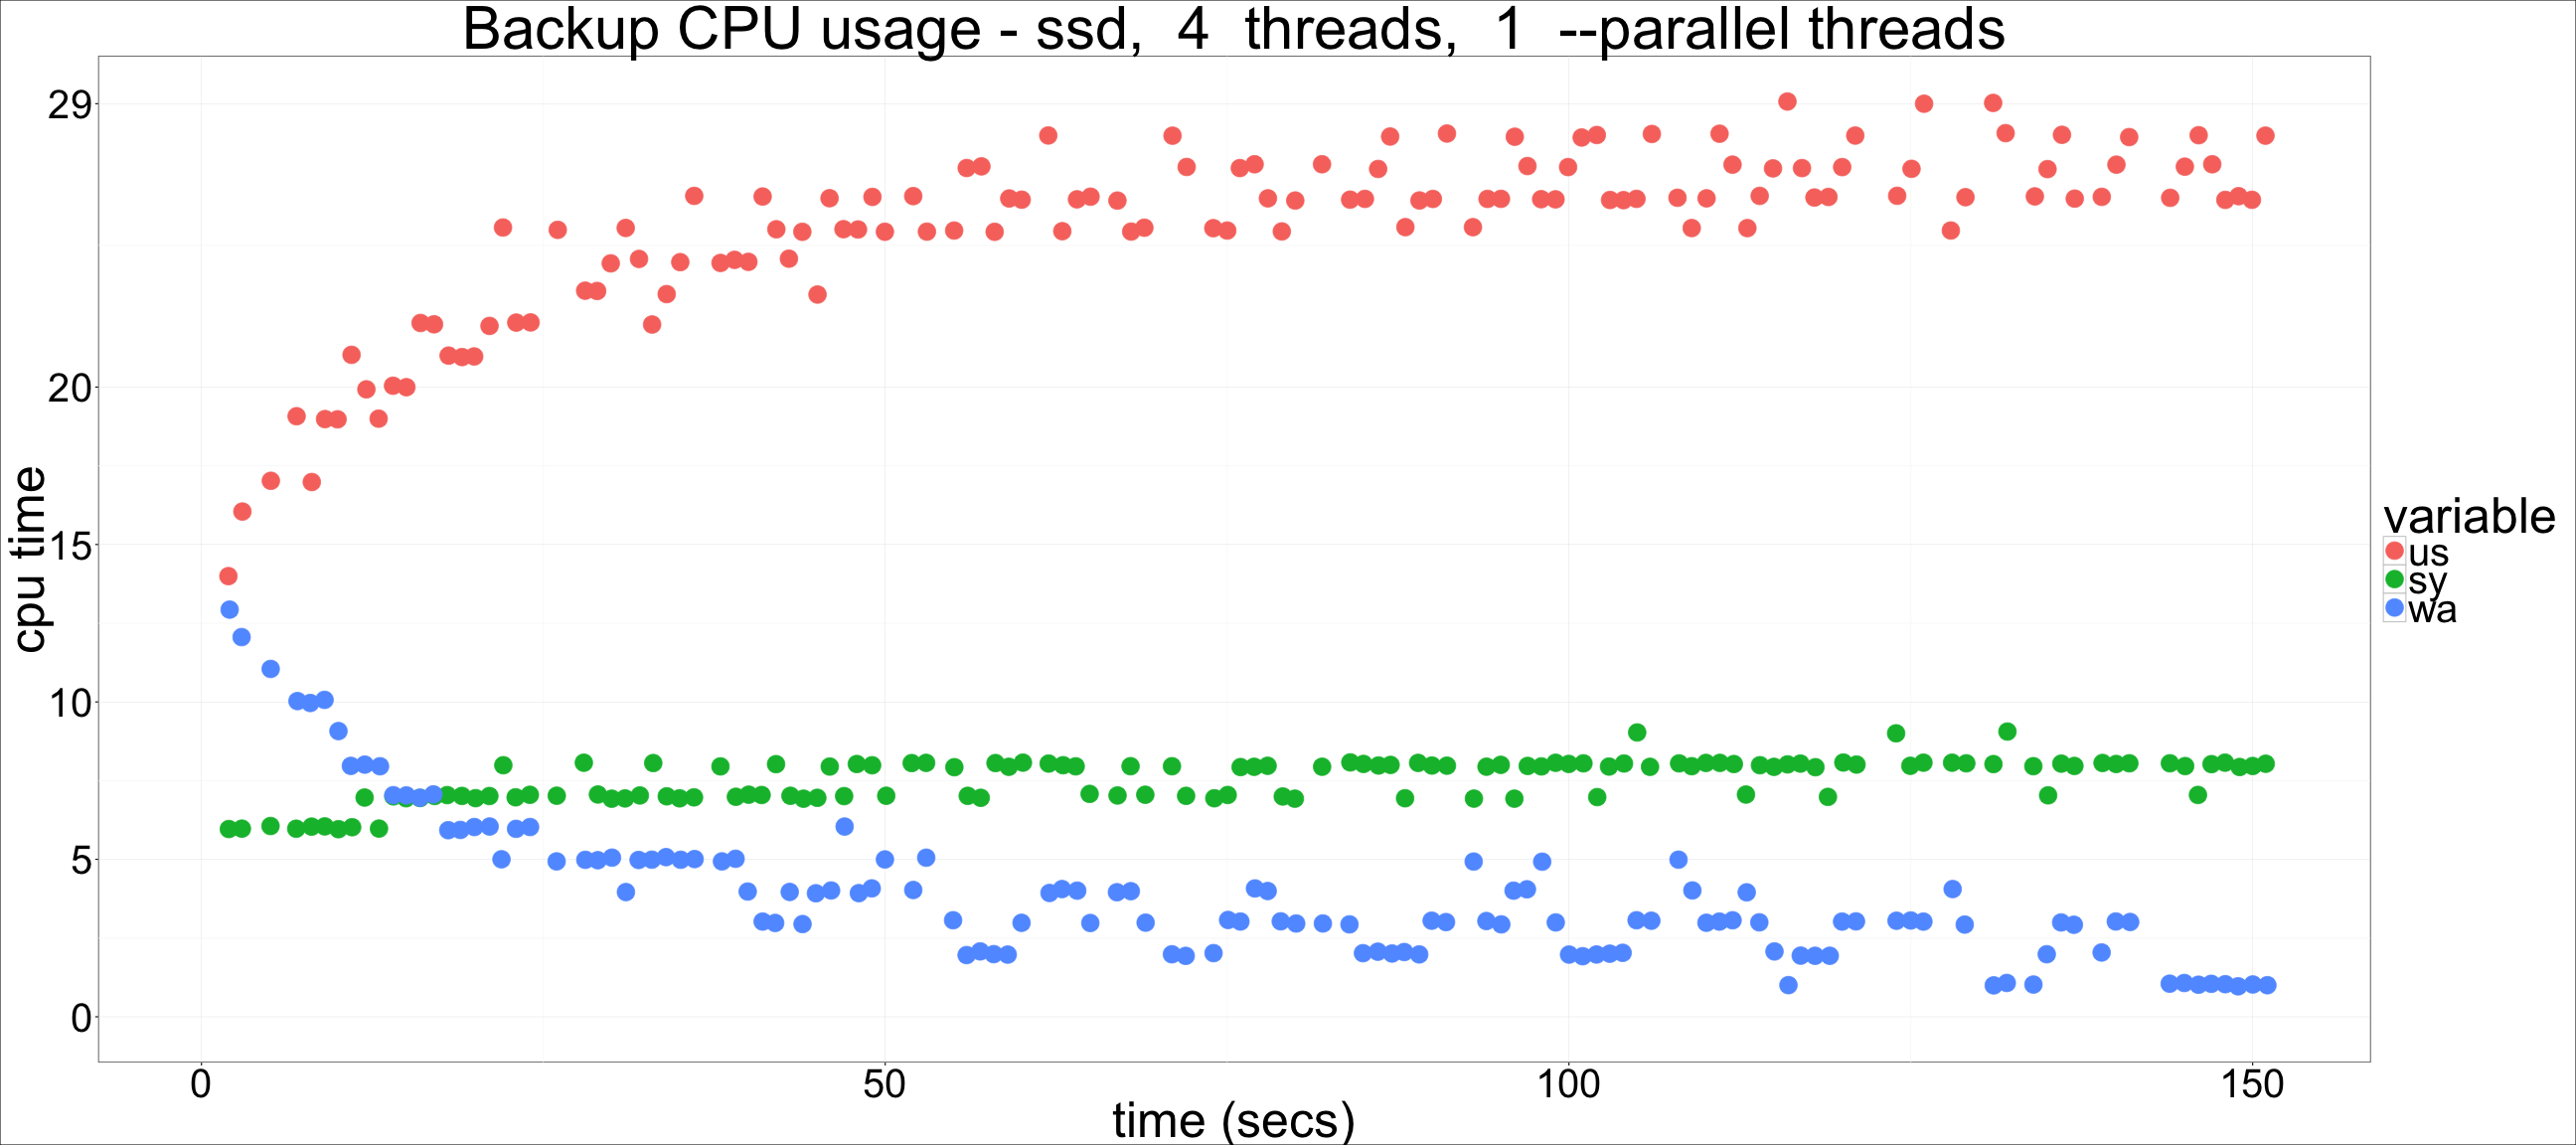 Backup CPU usage - ssd, 4 threads, 1 --parallel threads
29
20
15
10
5
0
cpu time
0 50 100 150
time (secs)
variable
us
sy
wa